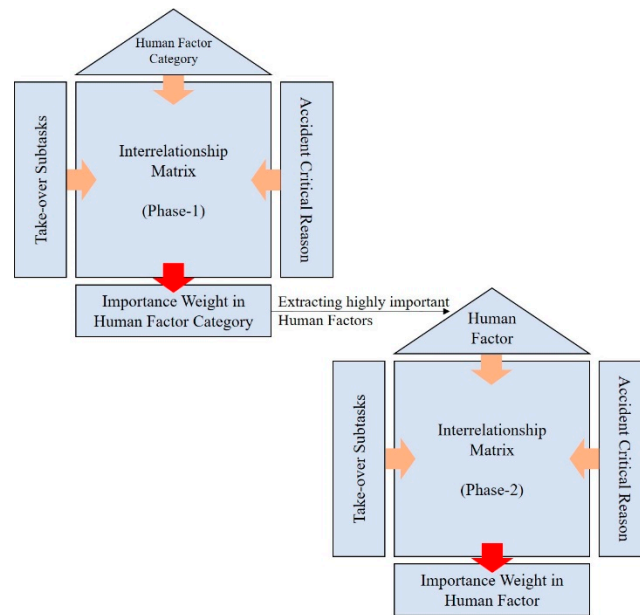 Human Factor
Category
Take-over Subtasks
Interrelationship
Matrix
(Phase-1)
Accident Critical Reason
Importance Weight in
Human Factor Category
Extracting highly important
Human Factors
Human
Factor
Take-over Subtasks
Interrelationship
Matrix
(Phase-2)
Accident Critical Reason
Importance Weight in
Human Factor